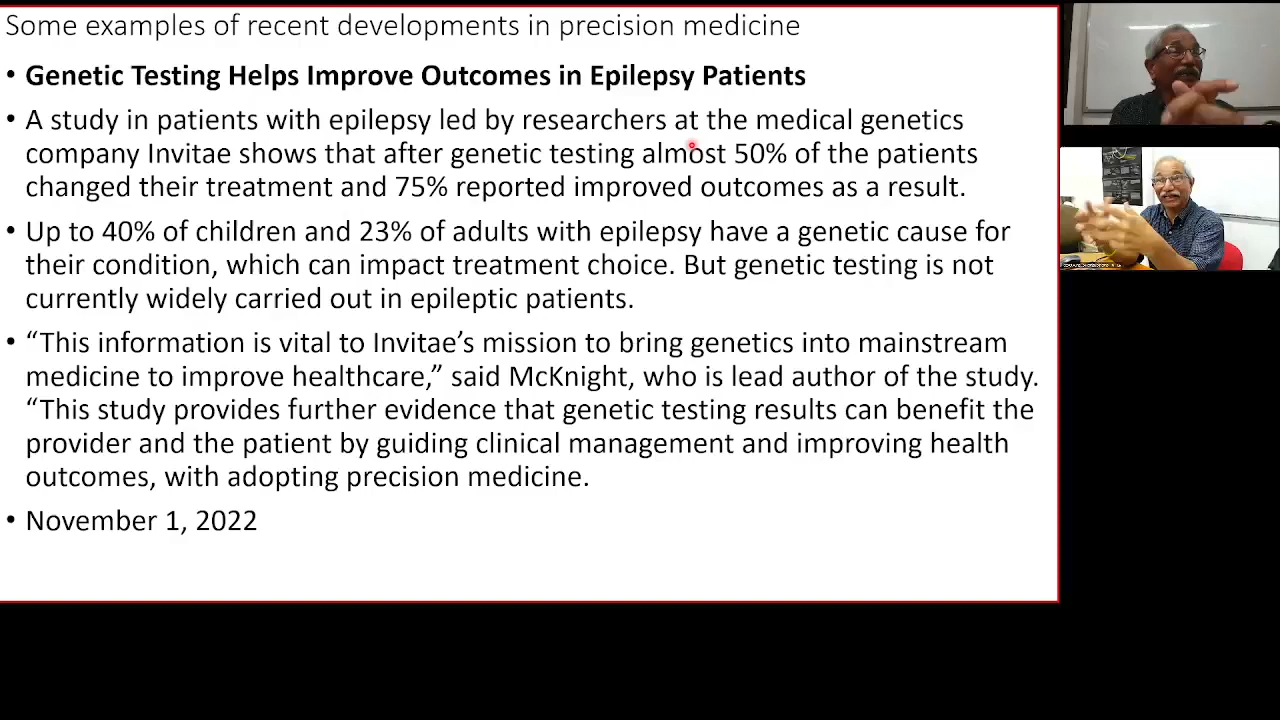 Some examples of recent developments in precision medicine
• Genetic Testing Helps Improve Outcomes in Epilepsy Patients
• A study in patients with epilepsy led by researchers at the medical genetics
company Invitae shows that after genetic testing almost 50% of the patients
changed their treatment and 75% reported improved outcomes as a result.
• Up to 40% of children and 23% of adults with epilepsy have a genetic cause for
their condition, which can impact treatment choice. But genetic testing is not
currently widely carried out in epileptic patients.
• “This information is vital to Invitae’s mission to bring genetics into mainstream
medicine to improve healthcare,” said McKnight, who is lead author of the study.
“This study provides further evidence that genetic testing results can benefit the
provider and the patient by guiding clinical management and improving health
outcomes, with adopting precision medicine.
• November 1, 2022